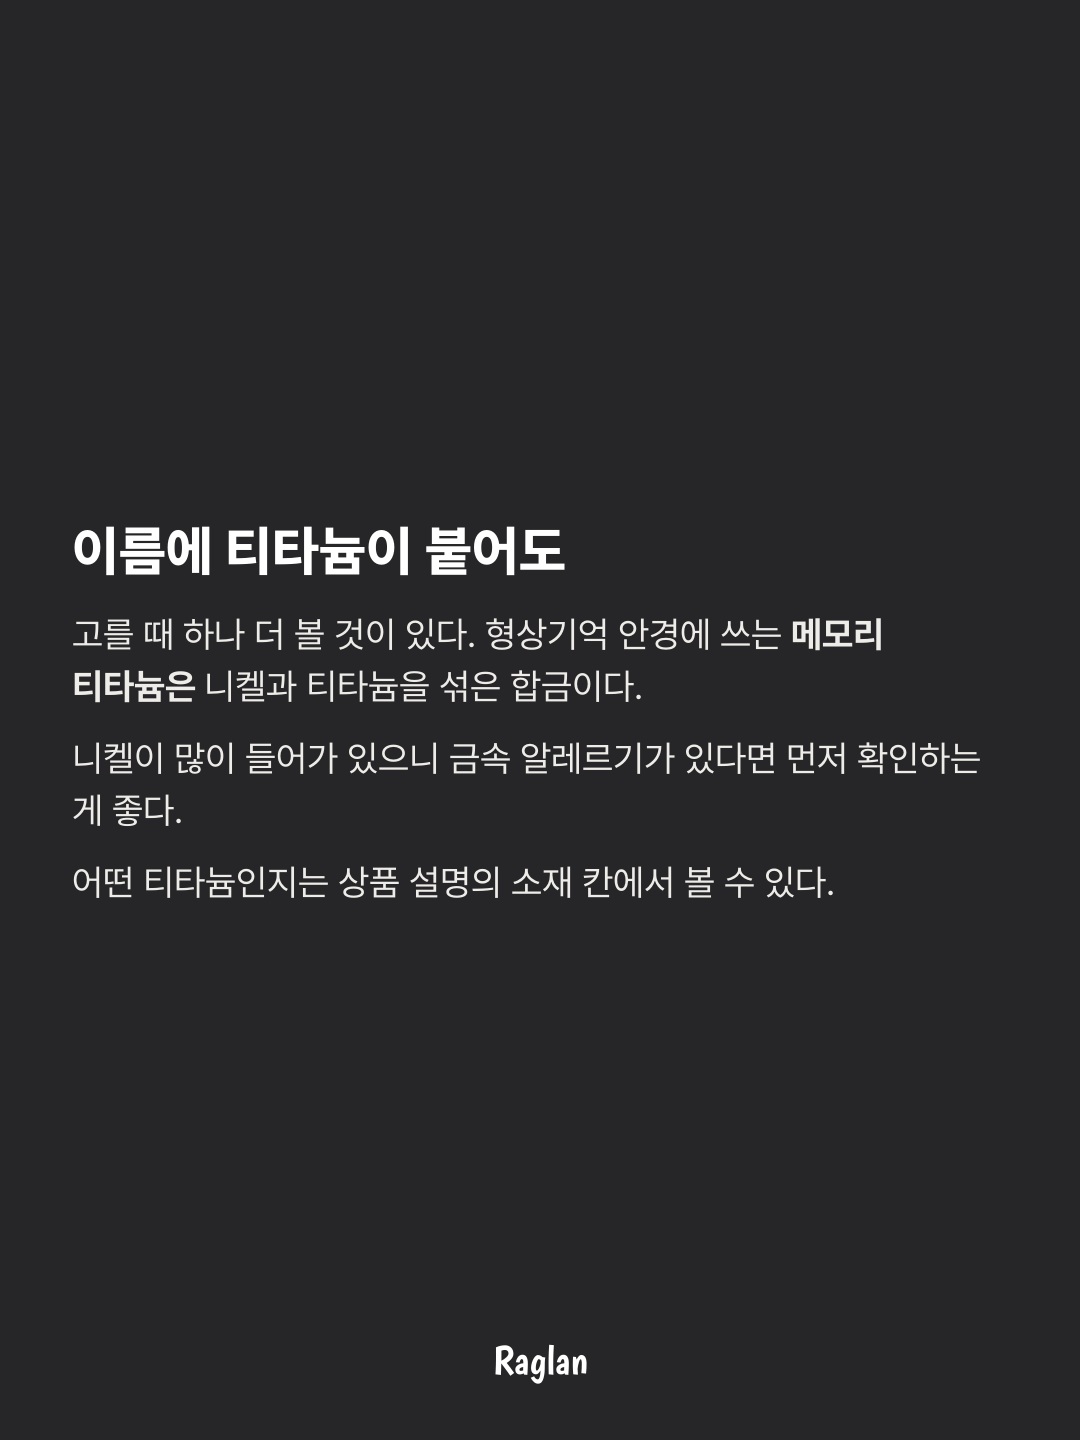 이름에 티타늄이 붙어도
고를 때 하나 더 볼 것이 있다. 형상기억 안경에 쓰는 메모리
티타늄은 니켈과 티타늄을 섞은 합금이다.
니켈이 많이 들어가 있으니 금속 알레르기가 있다면 먼저 확인하는
게 좋다.
어떤 티타늄인지는 상품 설명의 소재 칸에서 볼 수 있다.
Raglan